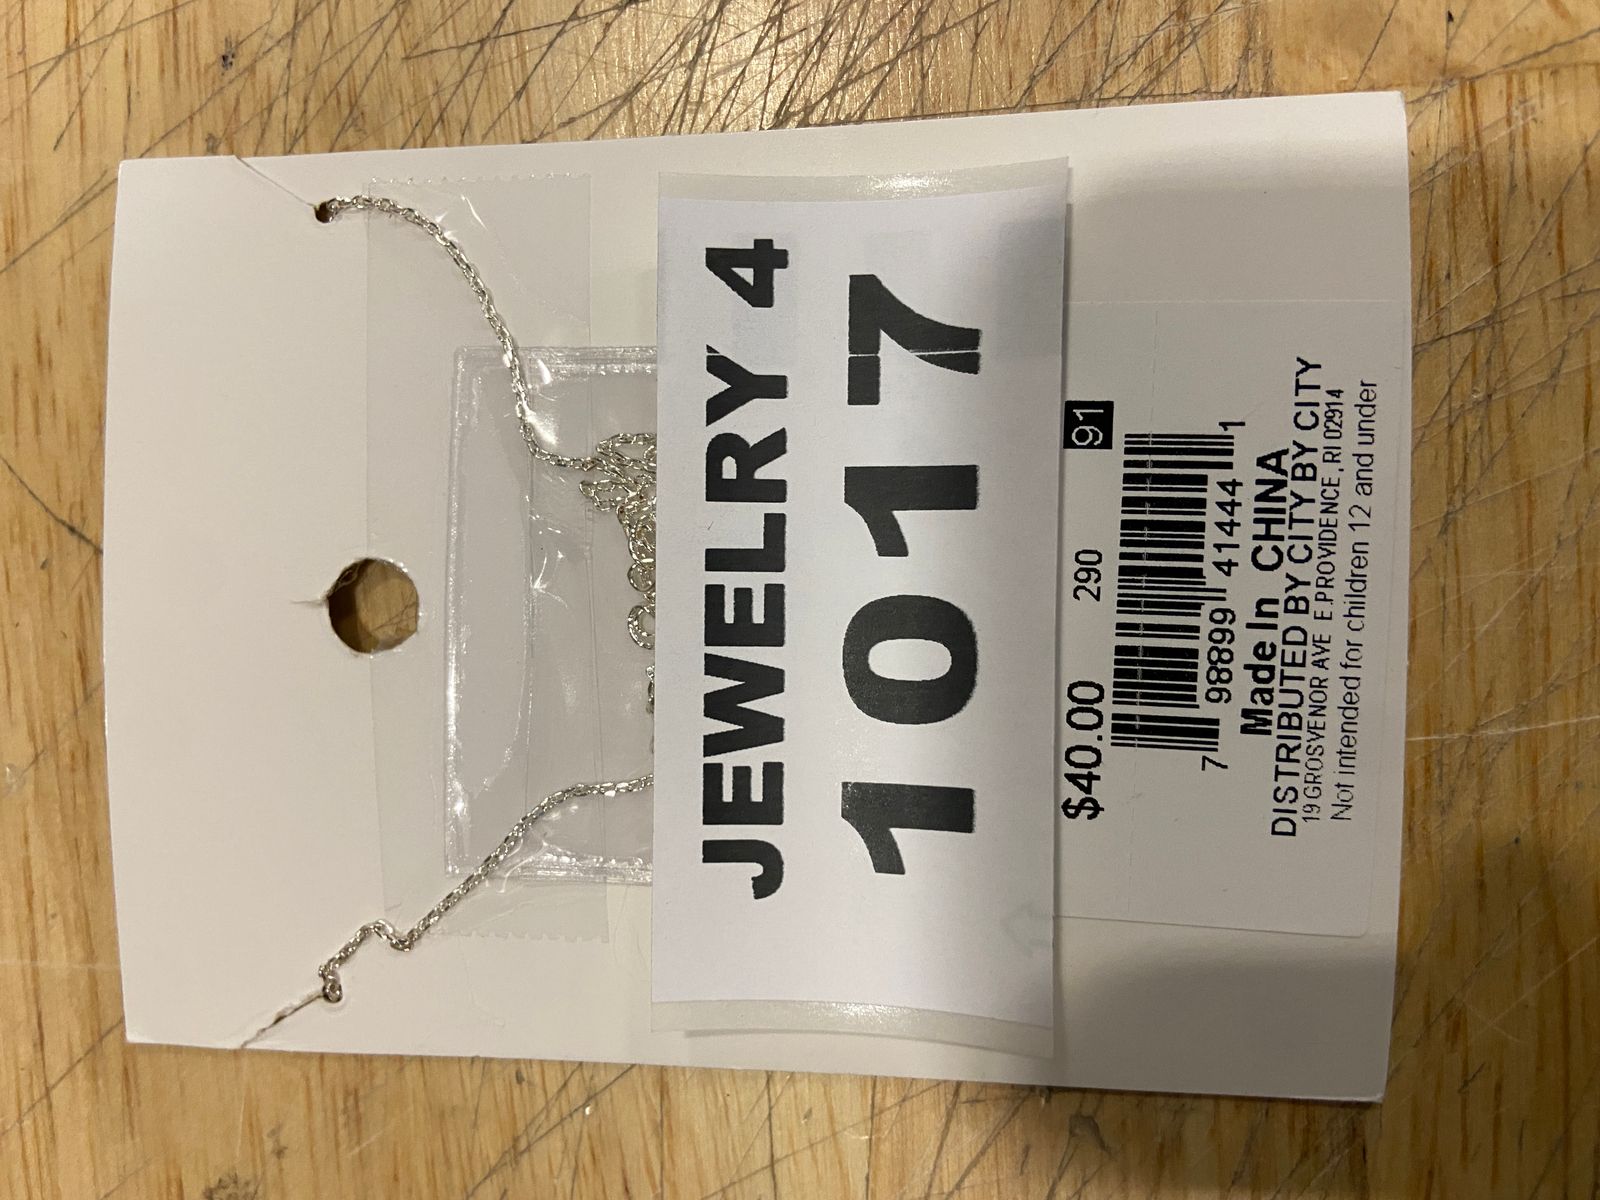 JEWELRY 4
1017
$40.00 290 91
7 98899 41444 1
Made In CHINA
DISTRIBUTED BY CITY BY CITY
19 GROSVENOR AVE E.PROVIDENCE, RI 02914
Not intended for children 12 and under